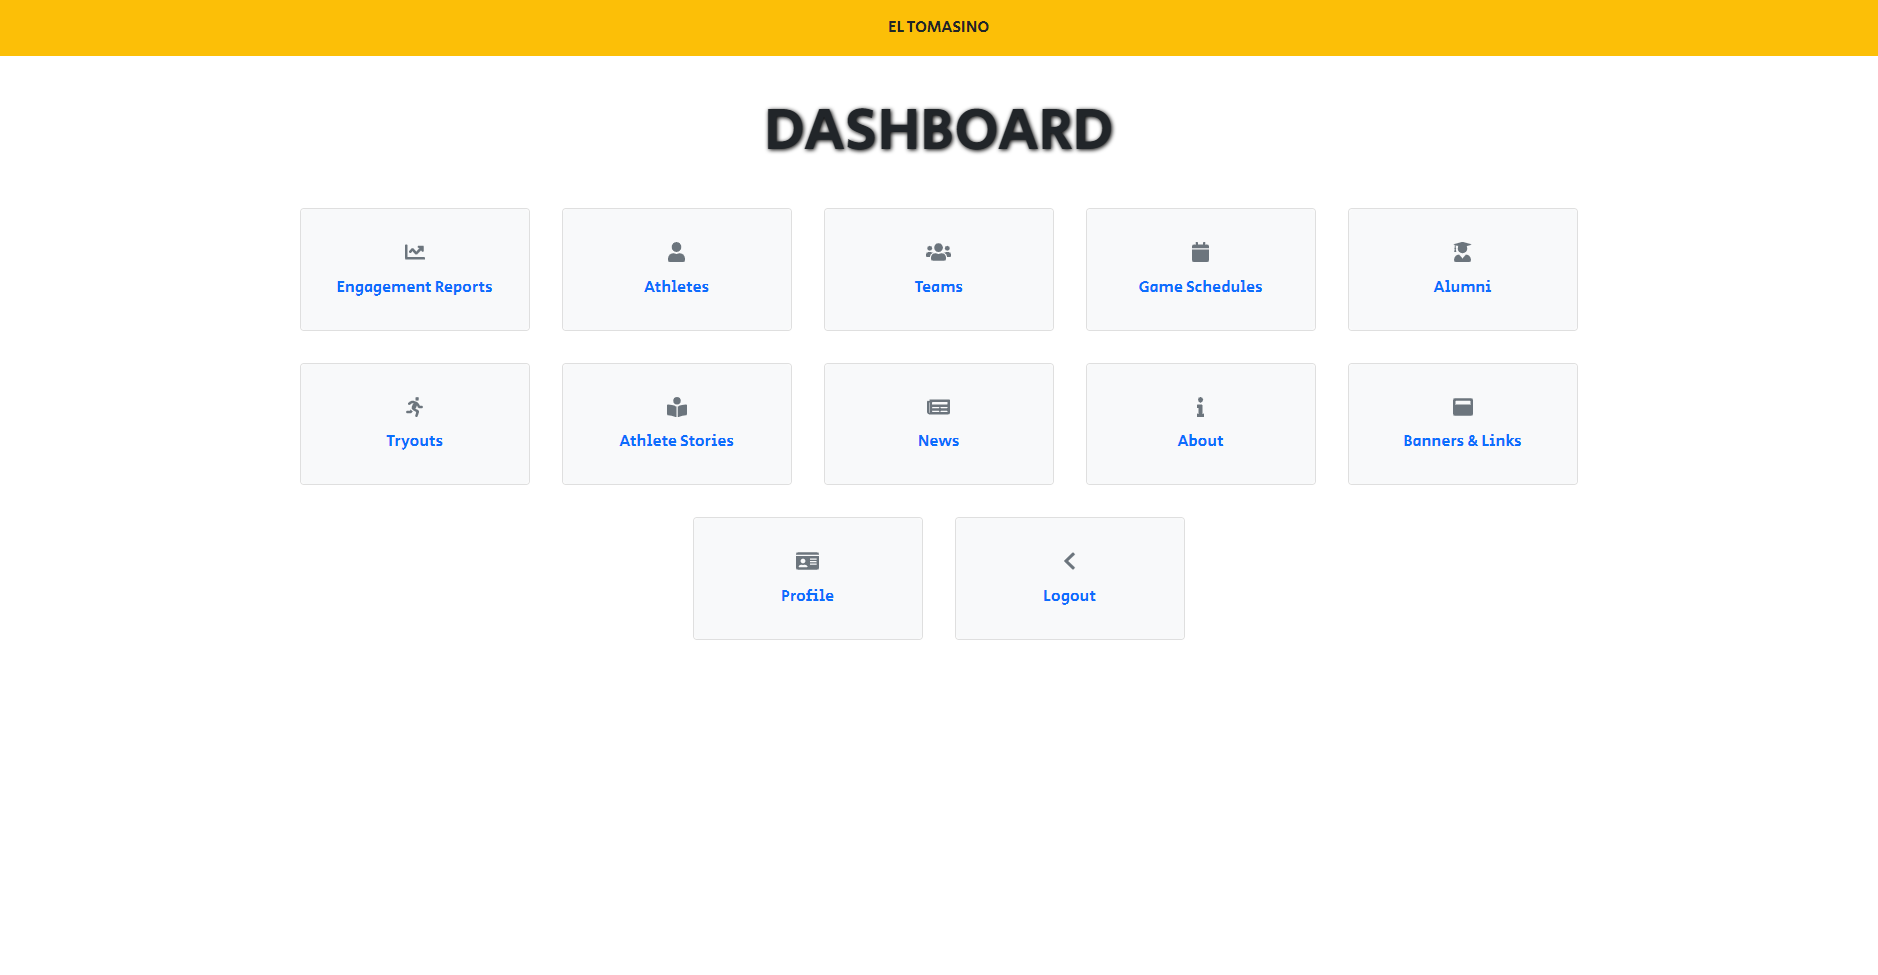 EL TOMASINO
DASHBOARD
Engagement Reports
Athletes
Teams
Game Schedules
Alumni
Tryouts
Athlete Stories
News
About
Banners & Links
Profile
Logout